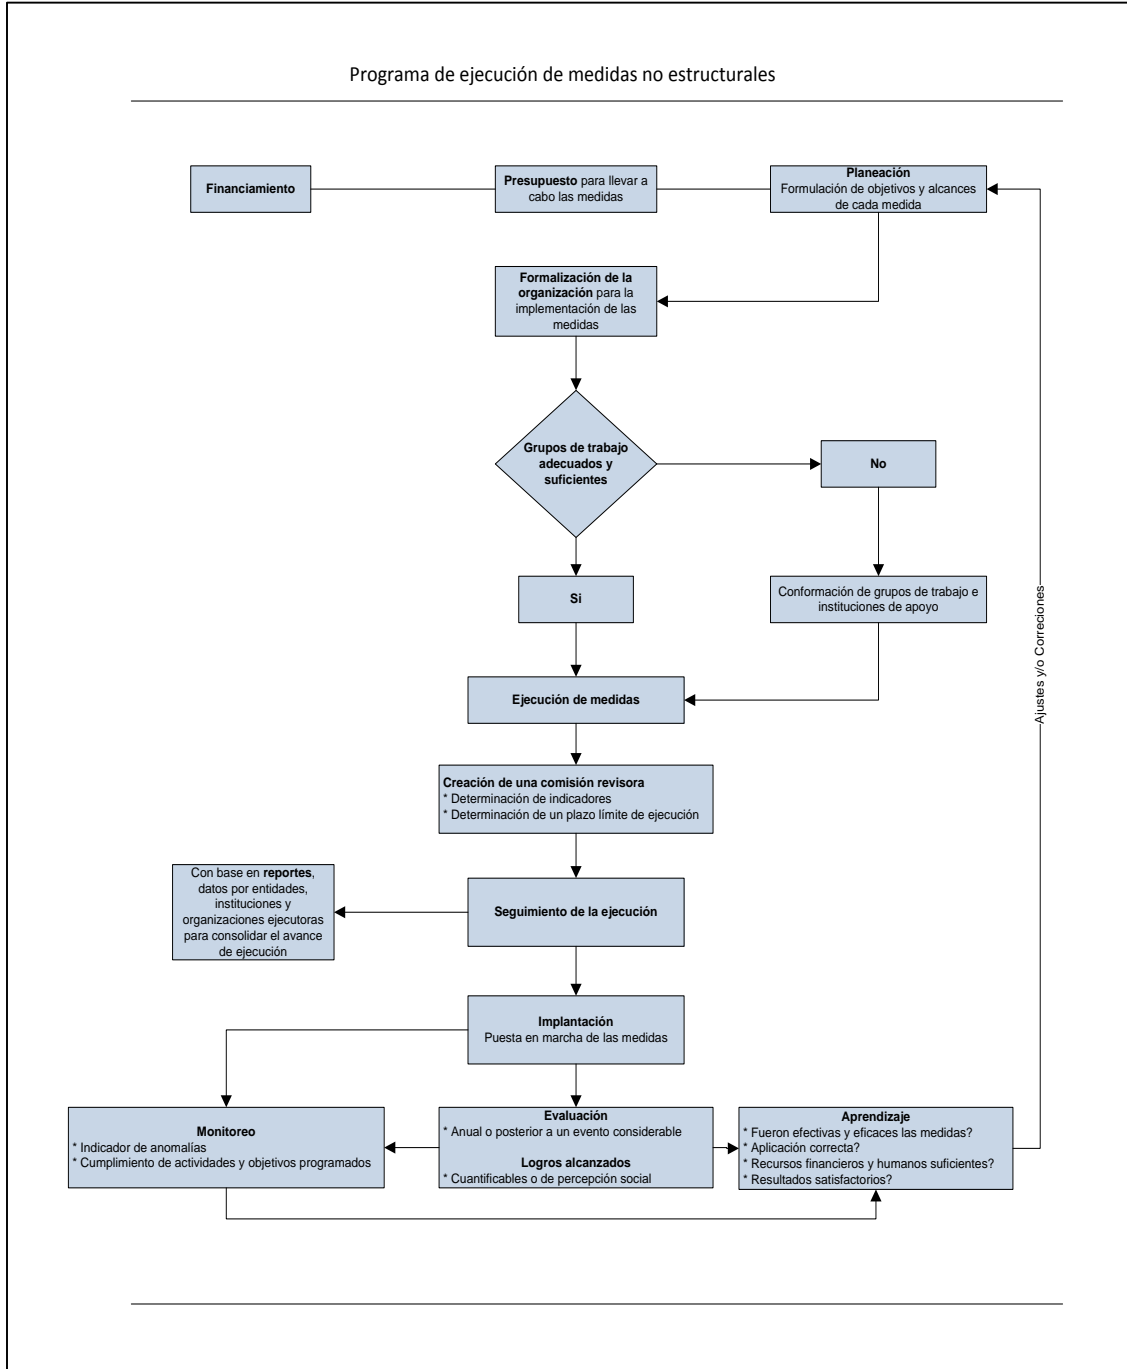 Programa de ejecución de medidas no estructurales
Financiamiento
Presupuesto para llevar a
cabo las medidas
Planeación
Formulación de objetivos y alcances
de cada medida
Formalización de la
organización para la
implementación de las
medidas
Grupos de trabajo
adecuados y
suficientes
No
Si
Conformación de grupos de trabajo e
instituciones de apoyo
Ajustes y/o Correciones
Ejecución de medidas
Creación de una comisión revisora
* Determinación de indicadores
* Determinación de un plazo límite de ejecución
Con base en reportes,
datos por entidades,
instituciones y
organizaciones ejecutoras
para consolidar el avance
de ejecución
Seguimiento de la ejecución
Implantación
Puesta en marcha de las medidas
Monitoreo
* Indicador de anomalías
* Cumplimiento de actividades y objetivos programados
Evaluación
* Anual o posterior a un evento considerable
Logros alcanzados
* Cuantificables o de percepción social
Aprendizaje
* Fueron efectivas y eficaces las medidas?
* Aplicación correcta?
* Recursos financieros y humanos suficientes?
* Resultados satisfactorios?